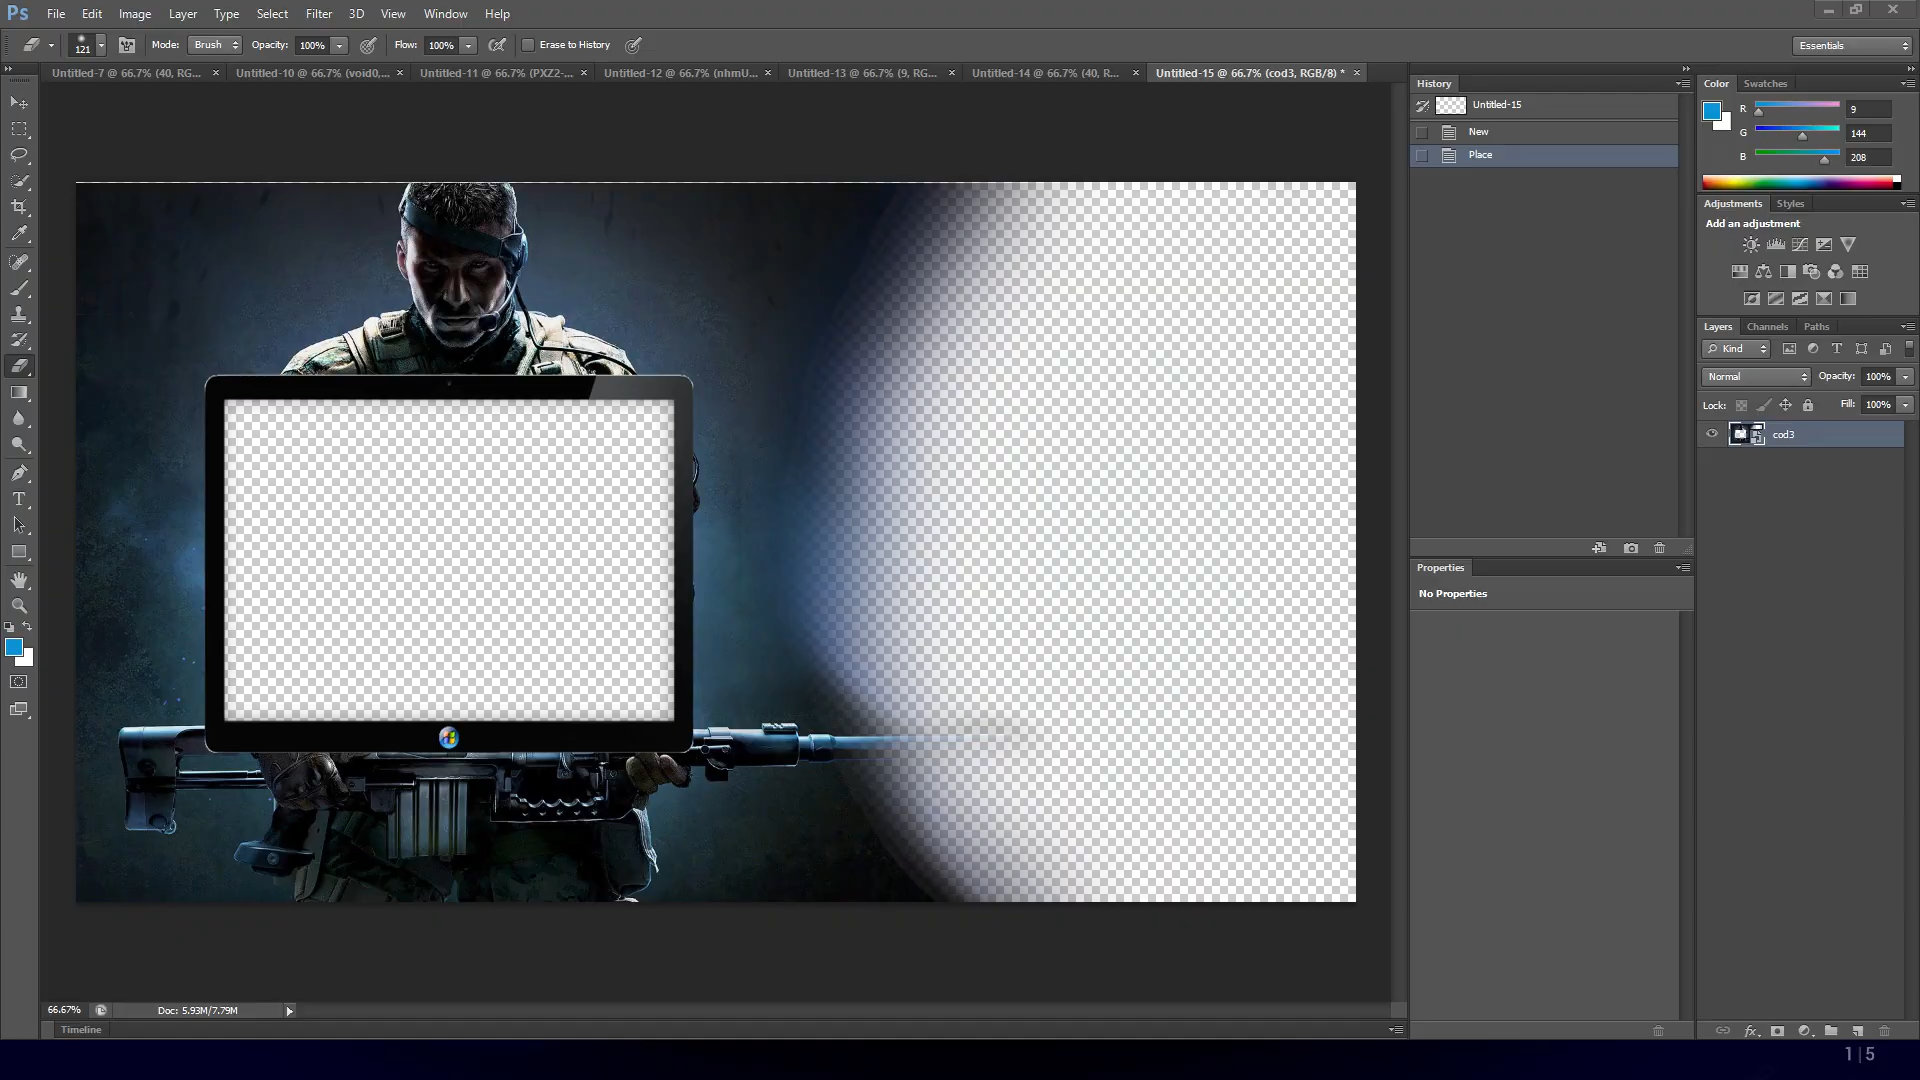 Ps File Edit Image Layer Type Select Filter 3D View Window Help
121 Mode: Brush Opacity: 100% Flow: 100% Erase to History Essentials
Untitled-7 @ 66.7% (40, RG... × Untitled-10 @ 66.7% (void0,... × Untitled-11 @ 66.7% (PXZ2-... × Untitled-12 @ 66.7% (nhmU... × Untitled-13 @ 66.7% (9, RG... × Untitled-14 @ 66.7% (40, R... × Untitled-15 @ 66.7% (cod3, RGB/8) * ×
History
Untitled-15
New
Place
Properties
No Properties
Color Swatches
R 9
G 144
B 208
Adjustments Styles
Add an adjustment
Layers Channels Paths
Kind
Normal Opacity: 100%
Lock: Fill: 100%
cod3
66.67% Doc: 5.93M/7.79M
Timeline
1|5